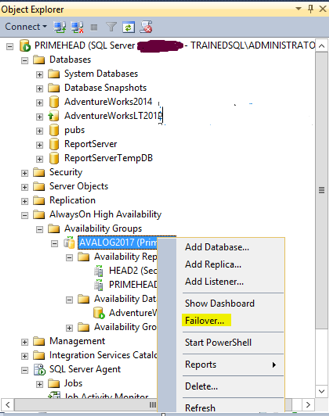 Object Explorer
Connect
PRIMEHEAD (SQL Server - TRAINEDSQL\ADMINISTRATO
Databases
System Databases
Database Snapshots
AdventureWorks2014
AdventureWorksLT2012
pubs
ReportServer
ReportServerTempDB
Security
Server Objects
Replication
AlwaysOn High Availability
Availability Groups
AVALOG2017 (Prim
Availability Rep
HEAD2 (Sec
PRIMEHEAD
Availability Data
AdventureW
Availability Grou
Management
Integration Services Catalo
SQL Server Agent
Jobs
Job Activity Monitor
Add Database...
Add Replica...
Add Listener...
Show Dashboard
Failover...
Start PowerShell
Reports
Delete...
Refresh